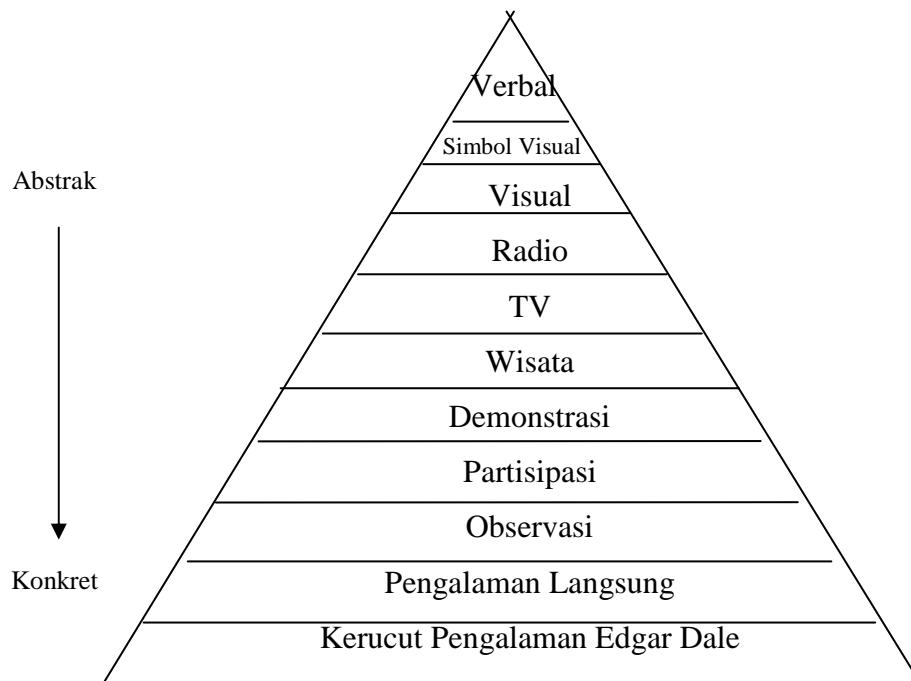 Verbal
Simbol Visual
Abstrak
Visual
Radio
TV
Wisata
Demonstrasi
Partisipasi
Observasi
Konkret
Pengalaman Langsung
Kerucut Pengalaman Edgar Dale